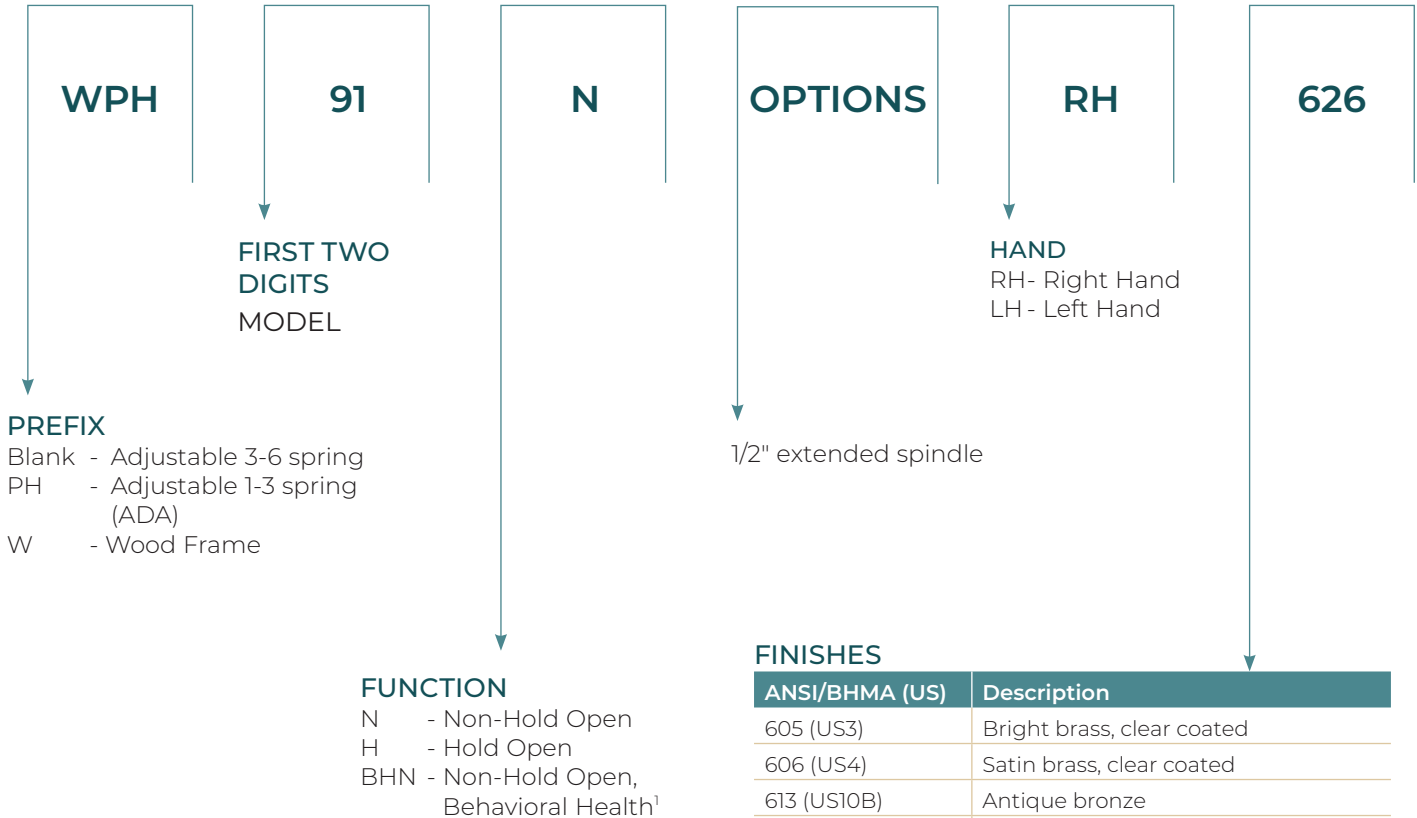 WPH 91 N OPTIONS RH 626
FIRST TWO
DIGITS
MODEL
HAND
RH- Right Hand
LH - Left Hand
PREFIX
Blank - Adjustable 3-6 spring
PH - Adjustable 1-3 spring
(ADA)
W - Wood Frame
1/2" extended spindle
FUNCTION
N - Non-Hold Open
H - Hold Open
BHN - Non-Hold Open,
Behavioral Health¹
FINISHES
ANSI/BHMA (US) Description
605 (US3) Bright brass, clear coated
606 (US4) Satin brass, clear coated
613 (US10B) Antique bronze